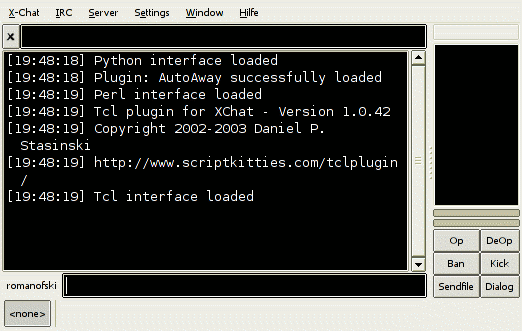 X-Chat IRC Server Settings Window Hilfe
x
[19:48:18] Python interface loaded
[19:48:18] Plugin: AutoAway successfully loaded
[19:48:19] Perl interface loaded
[19:48:19] Tcl plugin for XChat - Version 1.0.42
[19:48:19] Copyright 2002-2003 Daniel P.
Stasinski
[19:48:19] http://www.scriptkitties.com/tclplugin
/
[19:48:19] Tcl interface loaded
Op DeOp
Ban Kick
Sendfile Dialog
romanofski
<none>